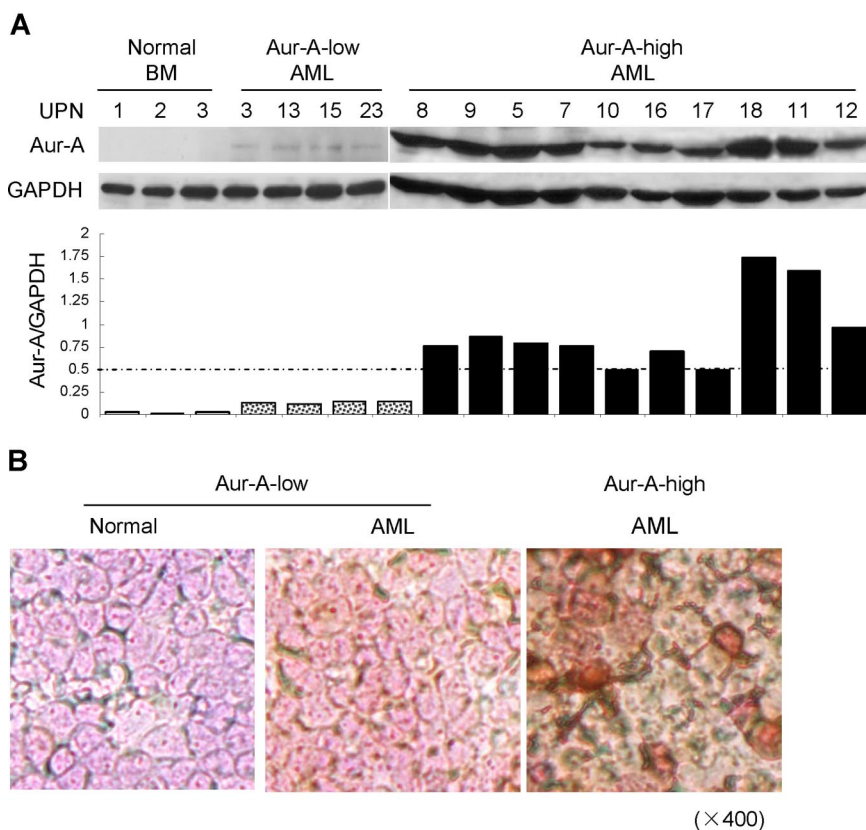 A
Normal BM
Aur-A-low AML
Aur-A-high AML
UPN 1 2 3 3 13 15 23 8 9 5 7 10 16 17 18 11 12
Aur-A
GAPDH
Aur-A/GAPDH
2
1.75
1.5
1.25
1
0.75
0.5
0.25
0
B
Aur-A-low
Aur-A-high
Normal
AML
AML
(×400)